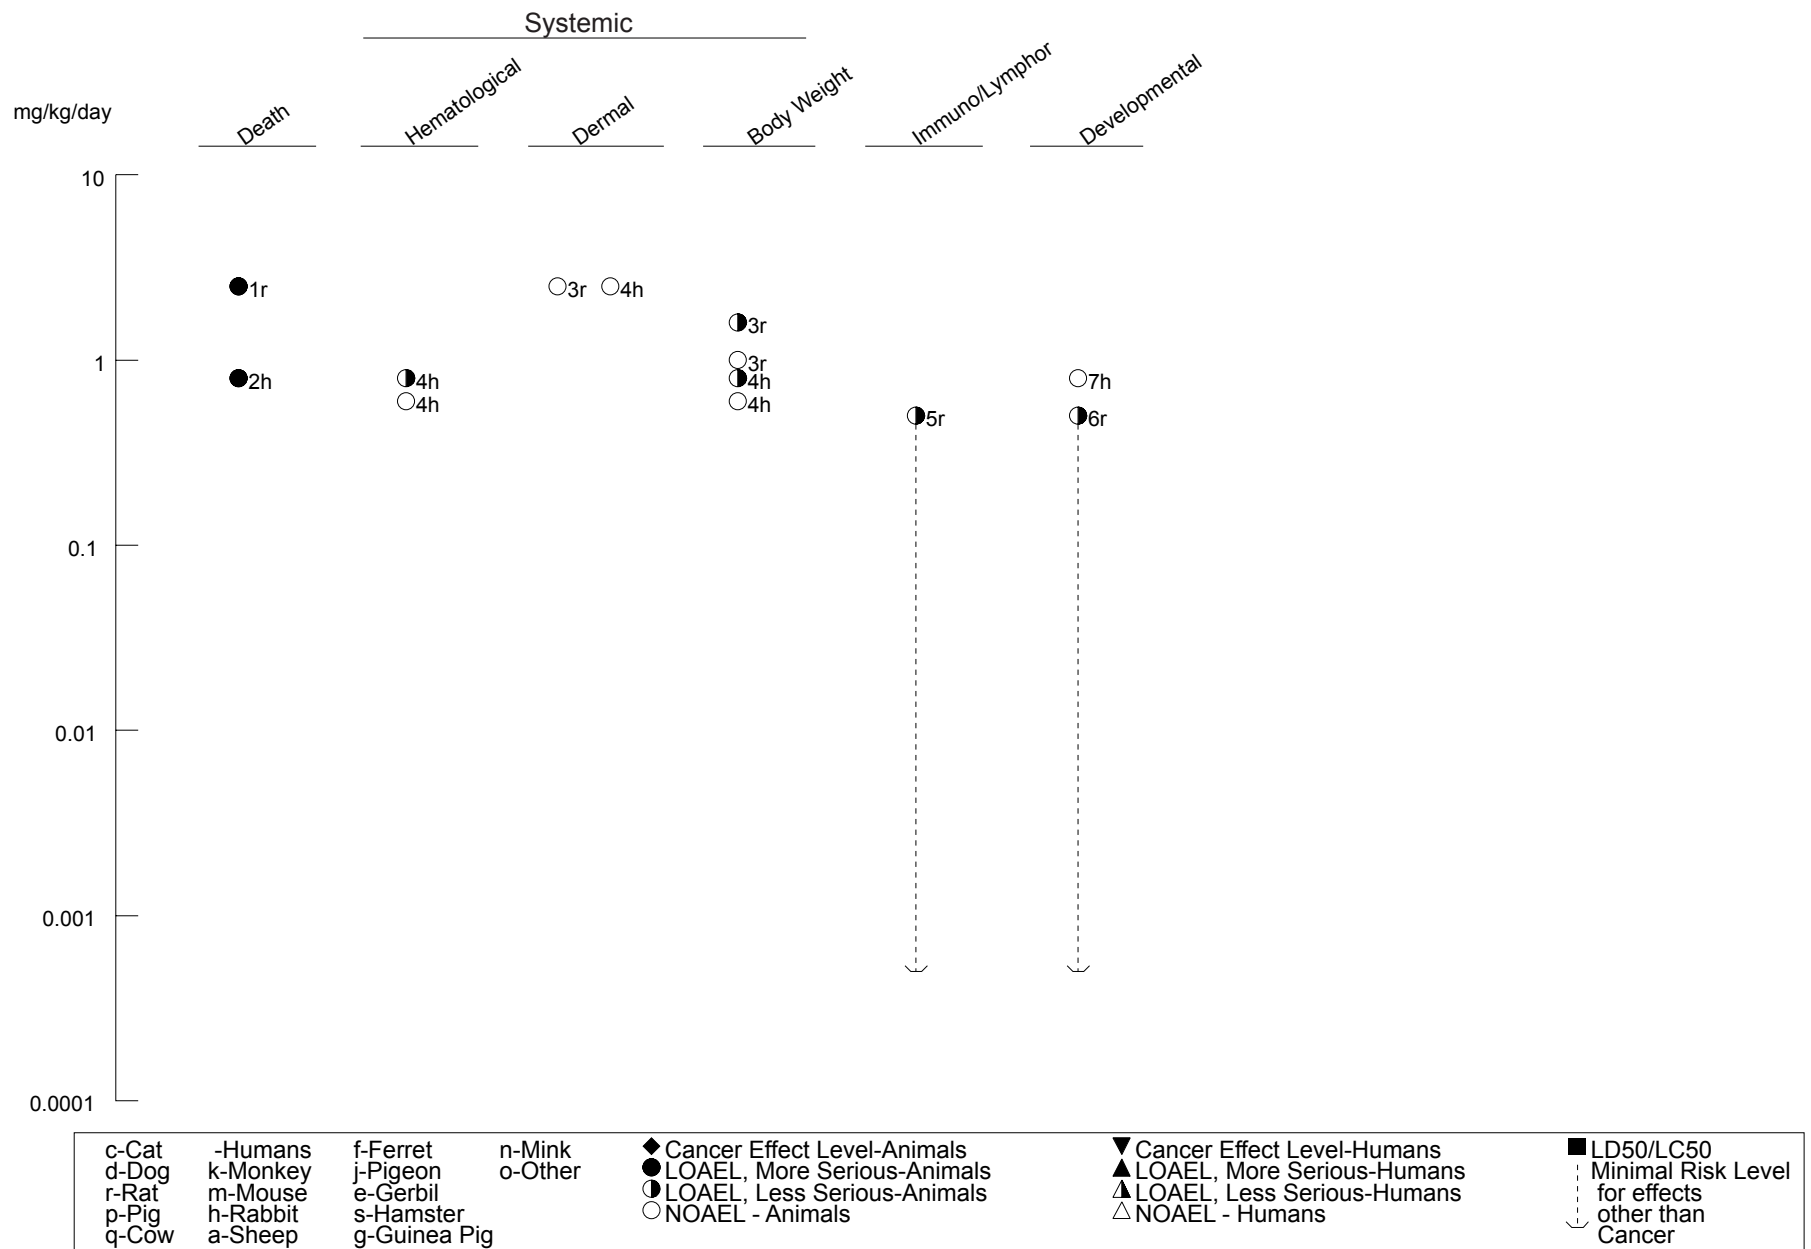 Systemic
mg/kg/day
Death
Hematological
Dermal
Body Weight
Immuno/Lymphor
Developmental
10
1r
3r
4h
3r
1
3r
2h
4h
4h
7h
4h
4h
5r
6r
0.1
0.01
0.001
0.0001
c-Cat -Humans f-Ferret n-Mink Cancer Effect Level-Animals Cancer Effect Level-Humans LD50/LC50
d-Dog k-Monkey j-Pigeon o-Other LOAEL, More Serious-Animals LOAEL, More Serious-Humans Minimal Risk Level
r-Rat m-Mouse e-Gerbil LOAEL, Less Serious-Animals LOAEL, Less Serious-Humans for effects
p-Pig h-Rabbit s-Hamster NOAEL - Animals NOAEL - Humans other than
q-Cow a-Sheep g-Guinea Pig Cancer